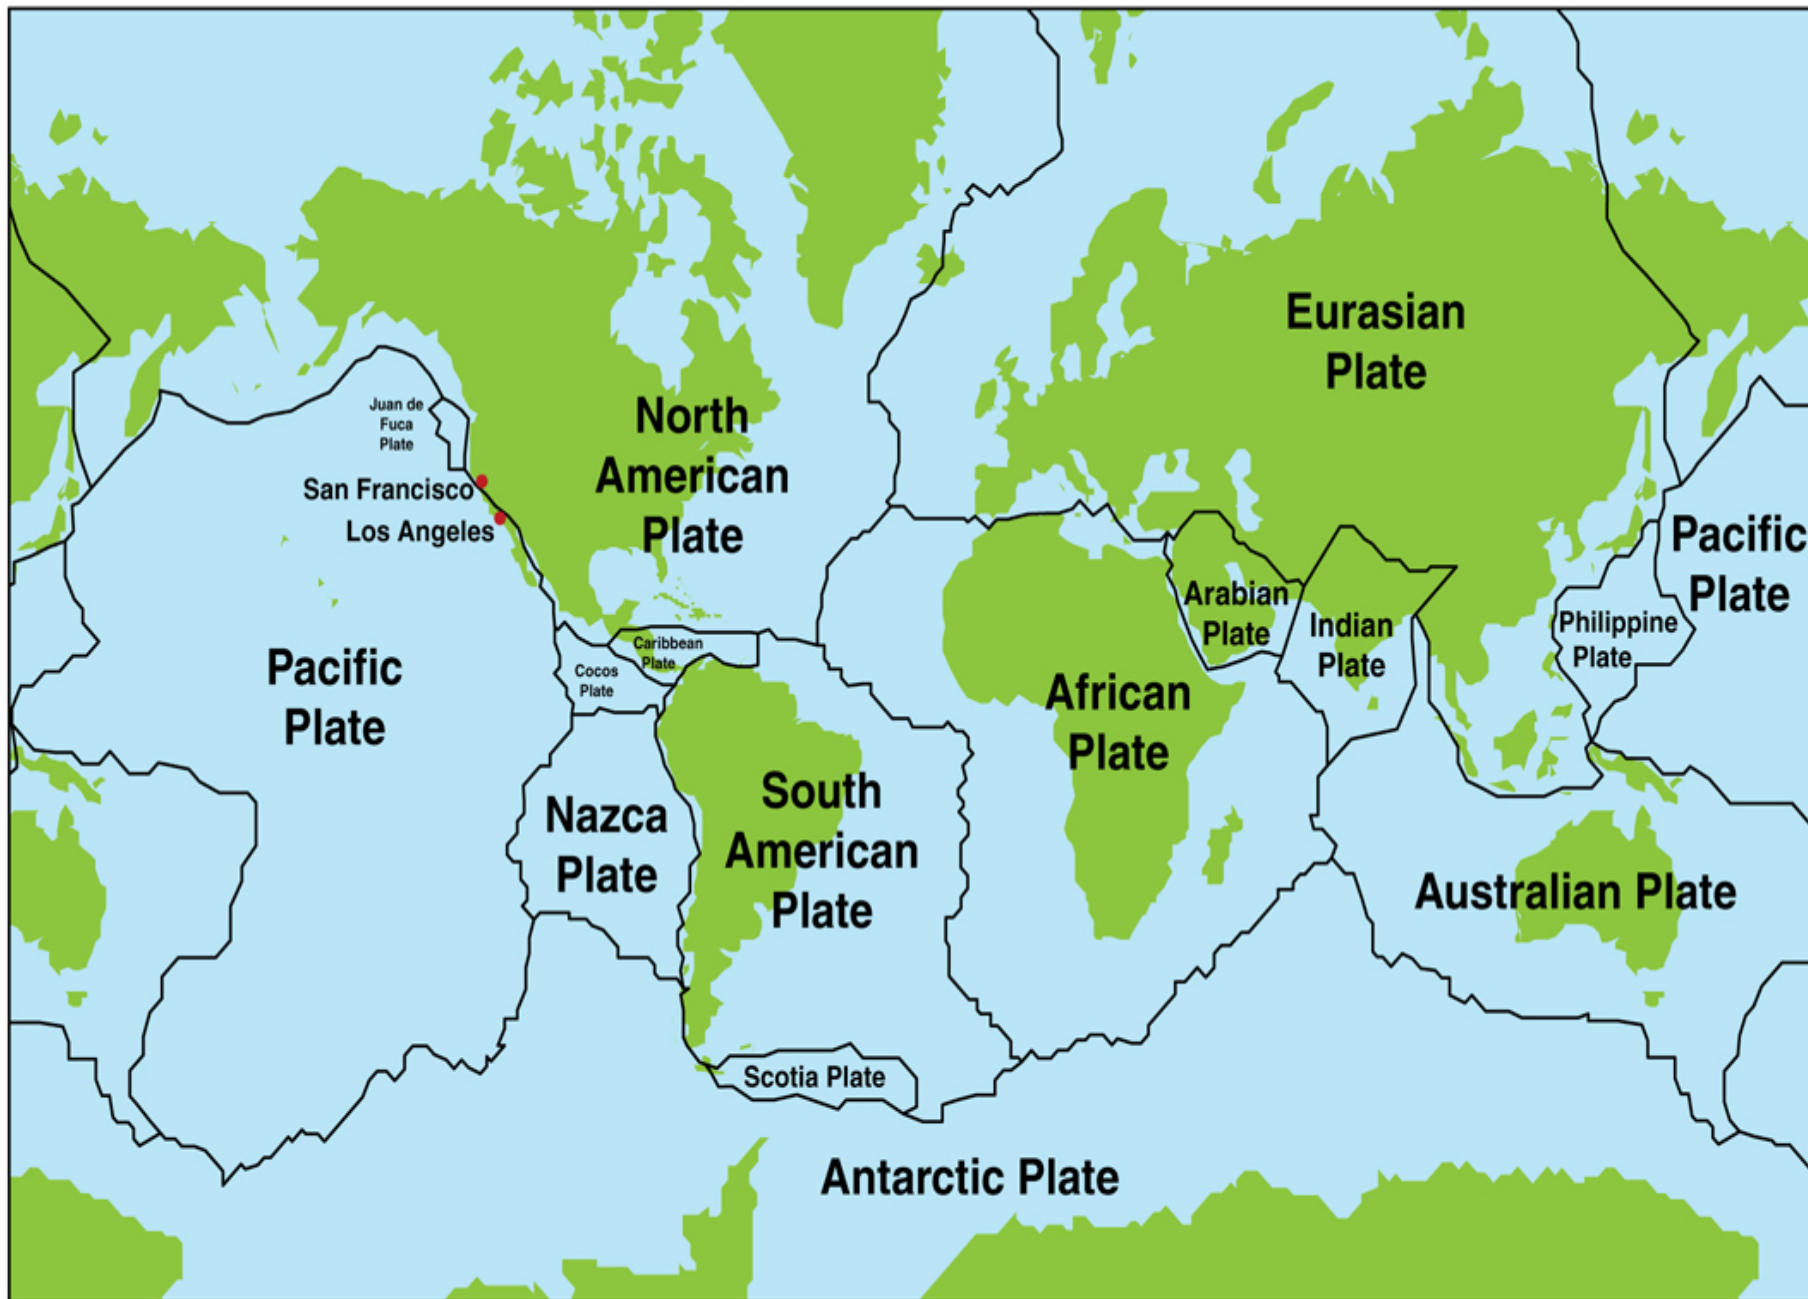 Eurasian
Plate
North
American
Plate
Juan de
Fuca
Plate
San Francisco
Los Angeles
Pacific
Plate
Arabian
Plate
Indian
Plate
Philippine
Plate
Pacific
Plate
Caribbean
Plate
Cocos
Plate
African
Plate
Nazca
Plate
South
American
Plate
Australian Plate
Scotia Plate
Antarctic Plate